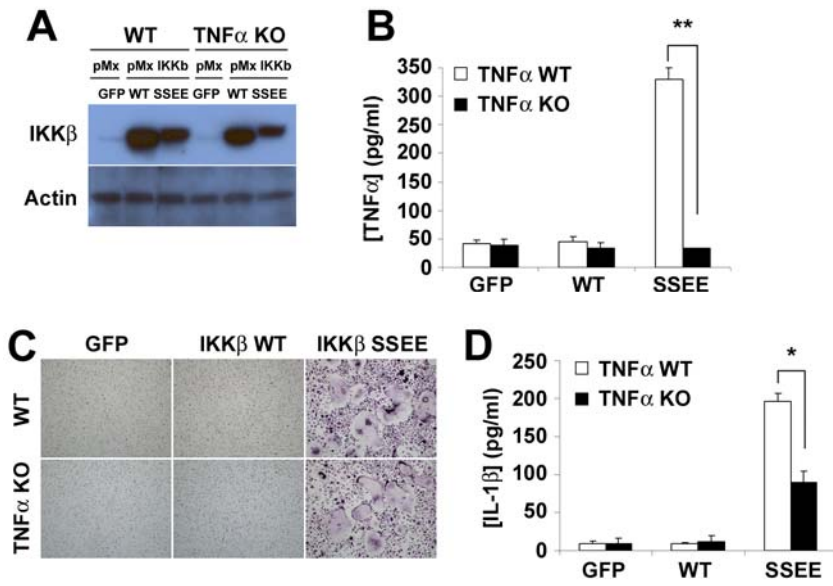 A
WT TNFα KO
pMx pMx IKKb pMx pMx IKKb
GFP WT SSEE GFP WT SSEE
IKKβ
Actin
B
**
TNFα WT
TNFα KO
[TNFα] (pg/ml)
350
300
250
200
150
100
50
0
GFP WT SSEE
C
GFP IKKβ WT IKKβ SSEE
WT
TNFα KO
D
*
TNFα WT
TNFα KO
[IL-1β] (pg/ml)
250
200
150
100
50
0
GFP WT SSEE